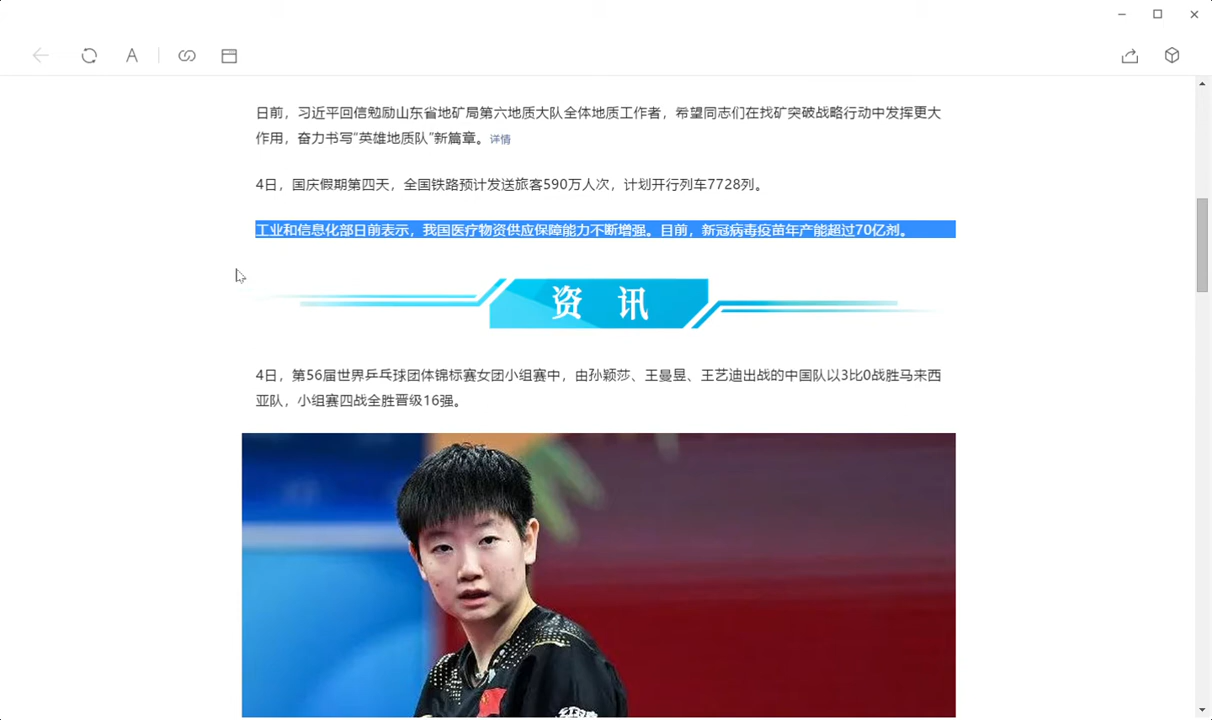 日前，习近平回信勉励山东省地矿局第六地质大队全体地质工作者，希望同志们在找矿突破战略行动中发挥更大
作用，奋力书写“英雄地质队”新篇章。详情
4日，国庆假期第四天，全国铁路预计发送旅客590万人次，计划开行列车7728列。
工业和信息化部日前表示，我国医疗物资供应保障能力不断增强。目前，新冠病毒疫苗年产能超过70亿剂。
资 讯
4日，第56届世界乒乓球团体锦标赛女团小组赛中，由孙颖莎、王曼昱、王艺迪出战的中国队以3比0战胜马来西
亚队，小组赛四战全胜晋级16强。